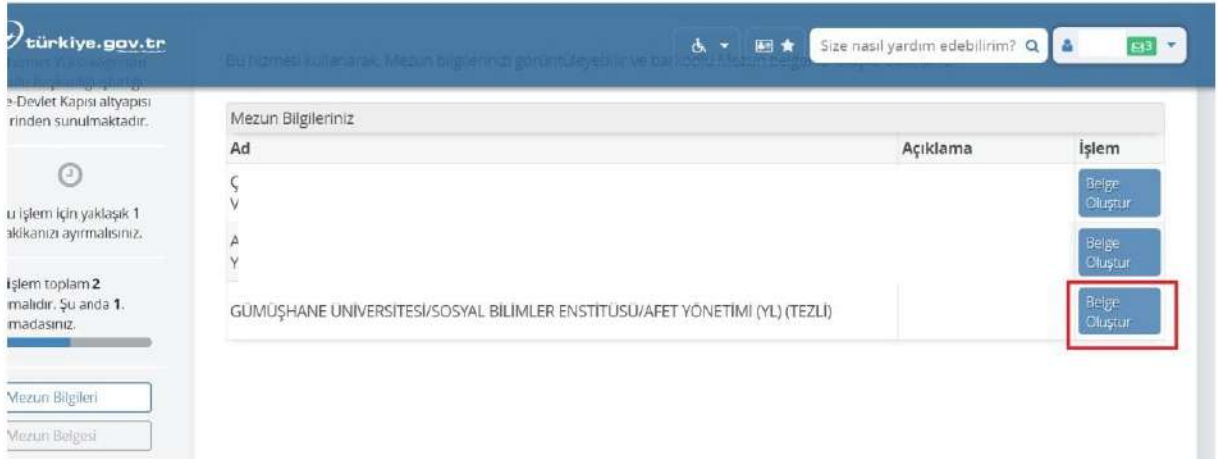 türkiye.gov.tr
Size nasıl yardım edebilirim?
3
Bu hizmeti kullanarak, Mezun bilgilerinizi görüntüleyebilir ve barkodlu Mezun
e-Devlet Kapısı altyapısı
rinden sunulmaktadır.
u işlem için yaklaşık 1
akikanızı ayırmalısınız.
işlem toplam 2
malıdır. Şu anda 1.
madasınız.
Mezun Bilgileri
Mezun Belgesi
Mezun Bilgileriniz
Ad Açıklama İşlem
Ç
V
Belge
Oluştur
A
Y
Belge
Oluştur
GÜMÜŞHANE ÜNİVERSİTESİ/SOSYAL BİLİMLER ENSTİTÜSÜ/AFET YÖNETİMİ (YL) (TEZLİ)
Belge
Oluştur